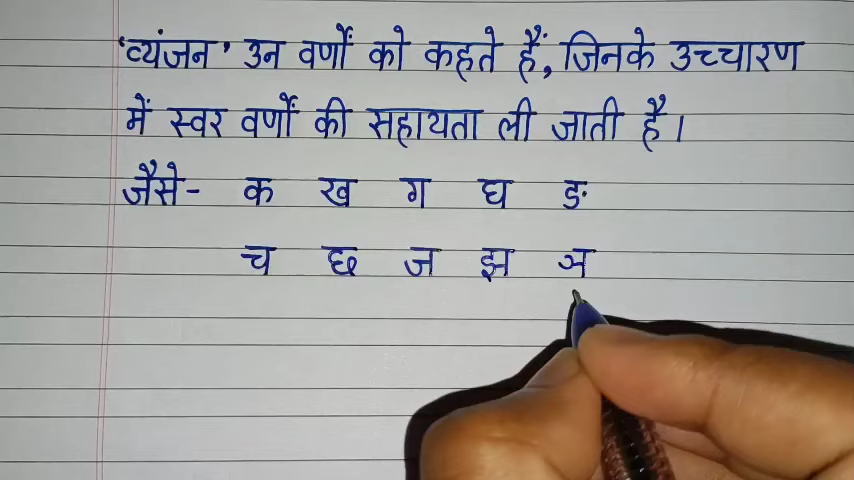 'व्यंजन' उन वर्णों को कहते हैं, जिनके उच्चारण
में स्वर वर्णों की सहायता ली जाती है।
जैसे- क ख ग घ ङ
च छ ज झ ञ